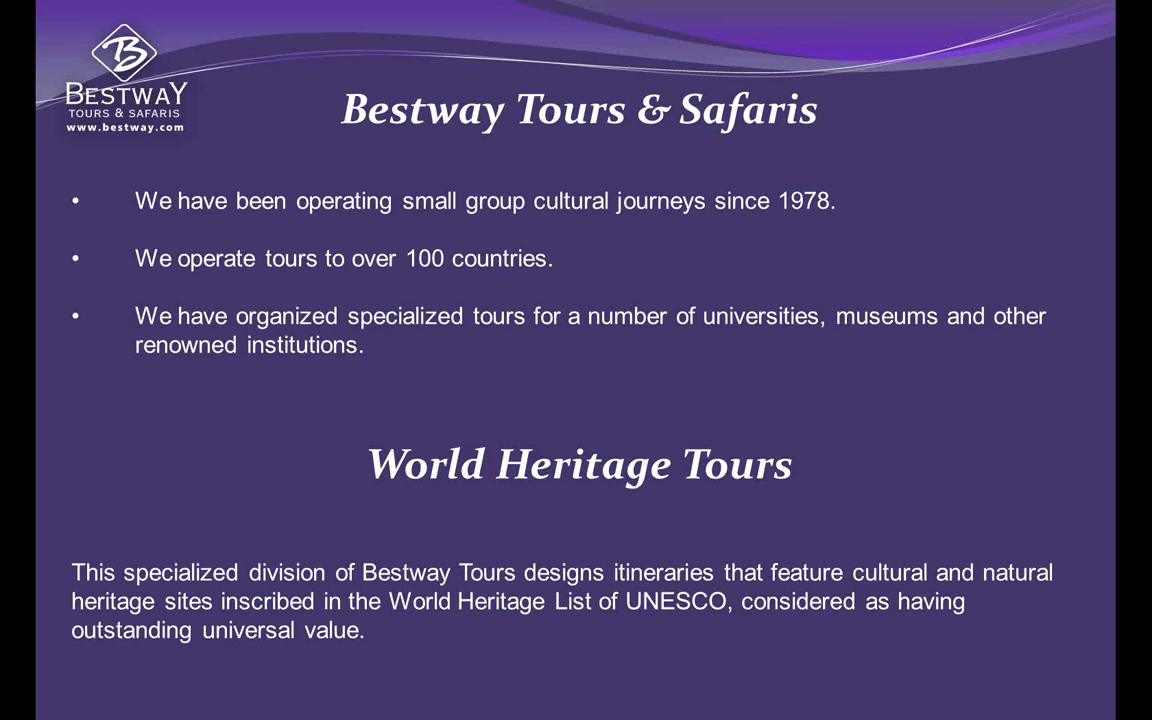 B
BESTWAY
TOURS & SAFARIS
www.bestway.com
Bestway Tours & Safaris
• We have been operating small group cultural journeys since 1978.
• We operate tours to over 100 countries.
• We have organized specialized tours for a number of universities, museums and other
renowned institutions.
World Heritage Tours
This specialized division of Bestway Tours designs itineraries that feature cultural and natural
heritage sites inscribed in the World Heritage List of UNESCO, considered as having
outstanding universal value.